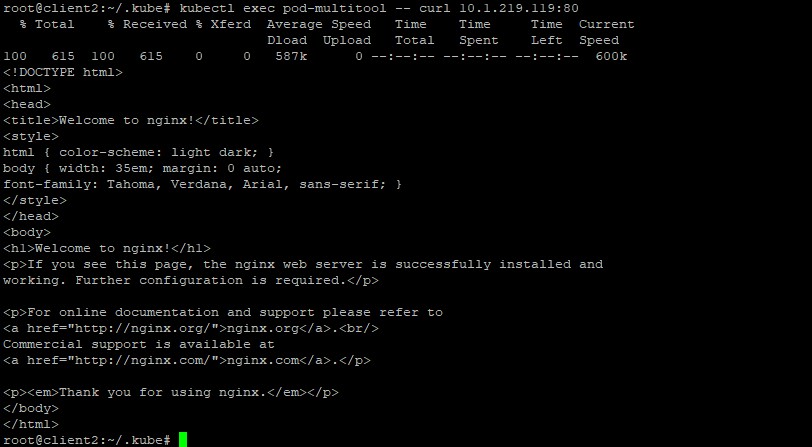 root@client2:~/.kube# kubectl exec pod-multitool -- curl 10.1.219.119:80
  % Total    % Received % Xferd  Average Speed   Time    Time     Time  Current
                                 Dload  Upload   Total   Spent    Left  Speed
100   615  100   615    0     0   587k      0 --:--:-- --:--:-- --:--:--  600k
<!DOCTYPE html>
<html>
<head>
<title>Welcome to nginx!</title>
<style>
html { color-scheme: light dark; }
body { width: 35em; margin: 0 auto;
font-family: Tahoma, Verdana, Arial, sans-serif; }
</style>
</head>
<body>
<h1>Welcome to nginx!</h1>
<p>If you see this page, the nginx web server is successfully installed and
working. Further configuration is required.</p>

<p>For online documentation and support please refer to
<a href="http://nginx.org/">nginx.org</a>.<br/>
Commercial support is available at
<a href="http://nginx.com/">nginx.com</a>.</p>

<p><em>Thank you for using nginx.</em></p>
</body>
</html>
root@client2:~/.kube#